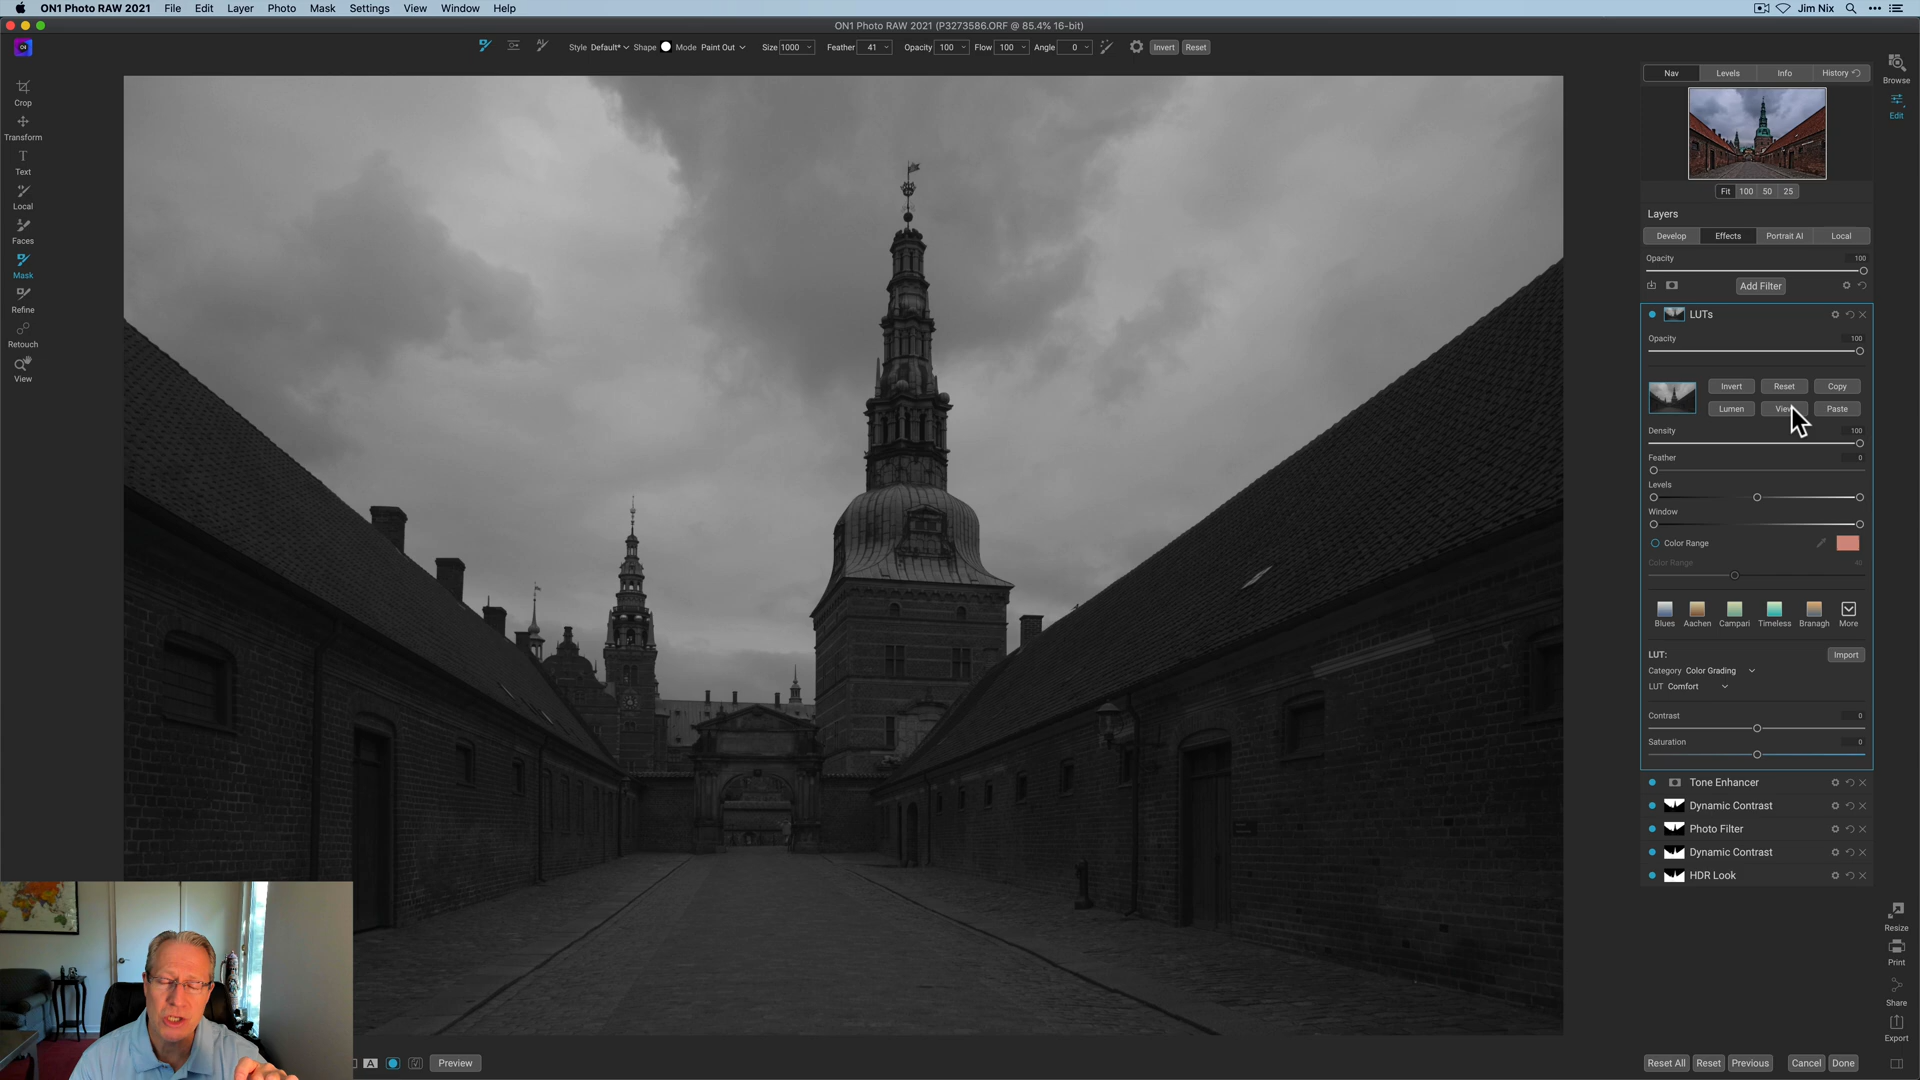 ON1 Photo RAW 2021 File Edit Layer Photo Mask Settings View Window Help Jim Nix
ON1 Photo RAW 2021 (P3273586.ORF @ 85.4% 16-bit)
Style Default* Shape Mode Paint Out Size 1000 Feather 41 Opacity 100 Flow 100 Angle 0 Invert Reset
Crop
Transform
Text
Local
Faces
Mask
Refine
Retouch
View
Nav Levels Info History
Browse
Edit
Fit 100 50 25
Layers
Develop Effects Portrait AI Local
Opacity 100
Add Filter
LUTs
Opacity 100
Invert Reset Copy
Lumen View Paste
Density 100
Feather 0
Levels
Window
Color Range
Color Range 40
Blues Aachen Campari Timeless Branagh More
LUT: Import
Category Color Grading
LUT Comfort
Contrast 0
Saturation 0
Tone Enhancer
Dynamic Contrast
Photo Filter
Dynamic Contrast
HDR Look
Resize
Print
Share
Export
A Preview
Reset All Reset Previous Cancel Done